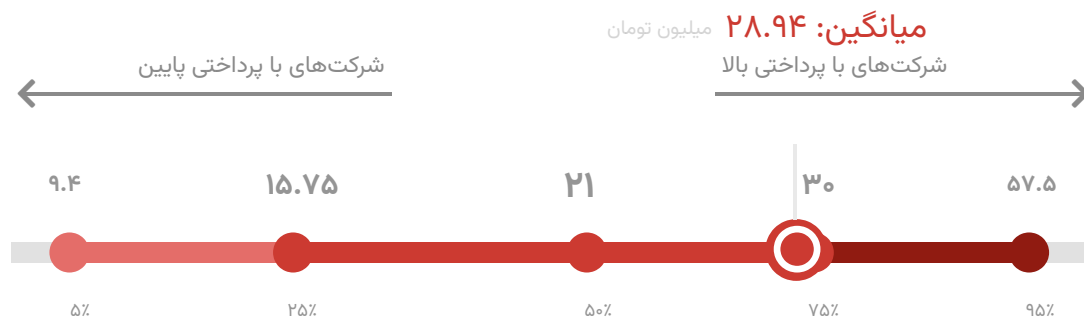 میانگین: ۲۸.۹۴ میلیون تومان
شرکت‌های با پرداختی بالا
شرکت‌های با پرداختی پایین
۹.۴ ۱۵.۷۵ ۲۱ ۳۰ ۵۷.۵
۵٪ ۲۵٪ ۵۰٪ ۷۵٪ ۹۵٪